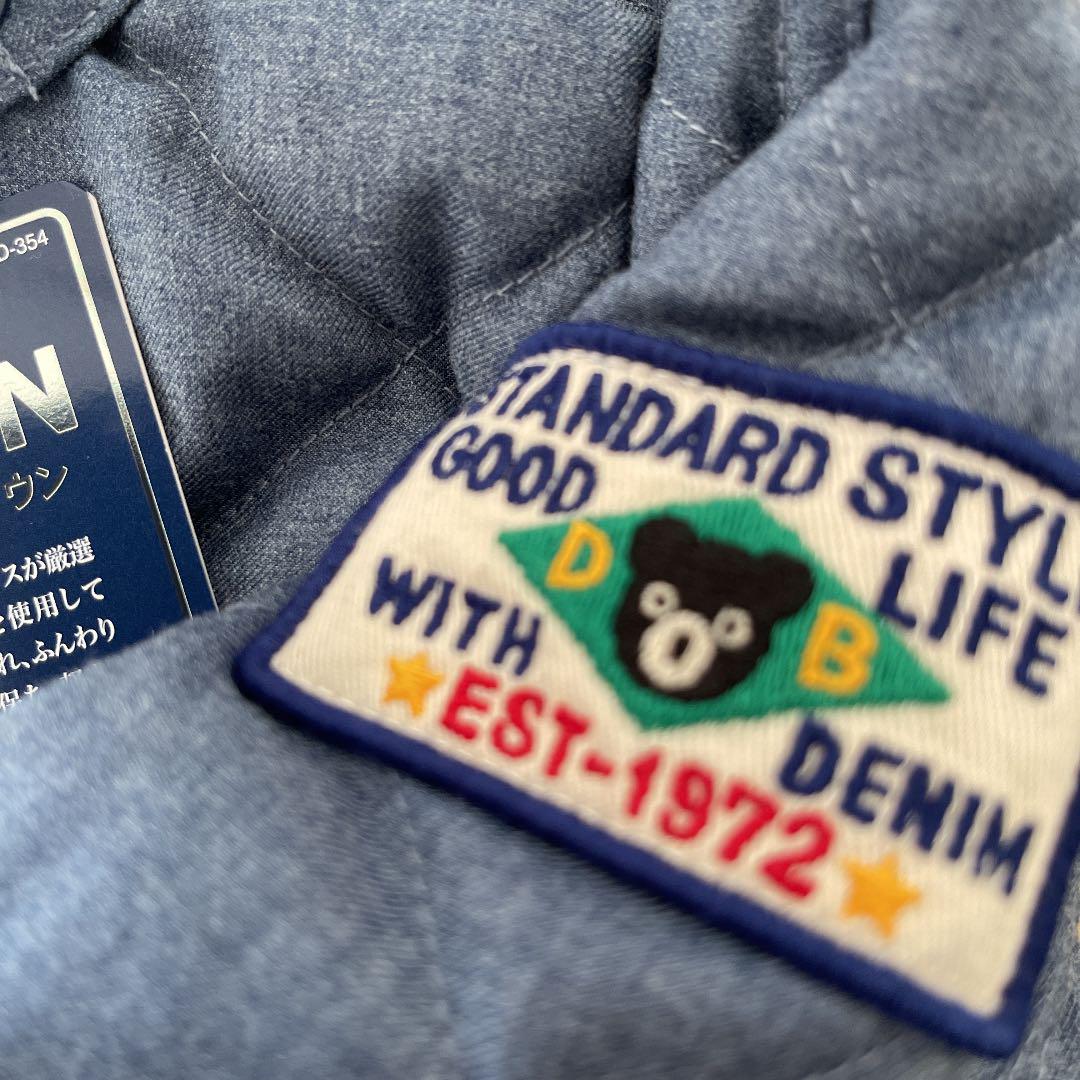 D-354
N
ウン
スが厳選
を使用して
れ、ふんわり
STANDARD STYL
GOOD LIFE
D B
WITH DENIM
★EST-1972★